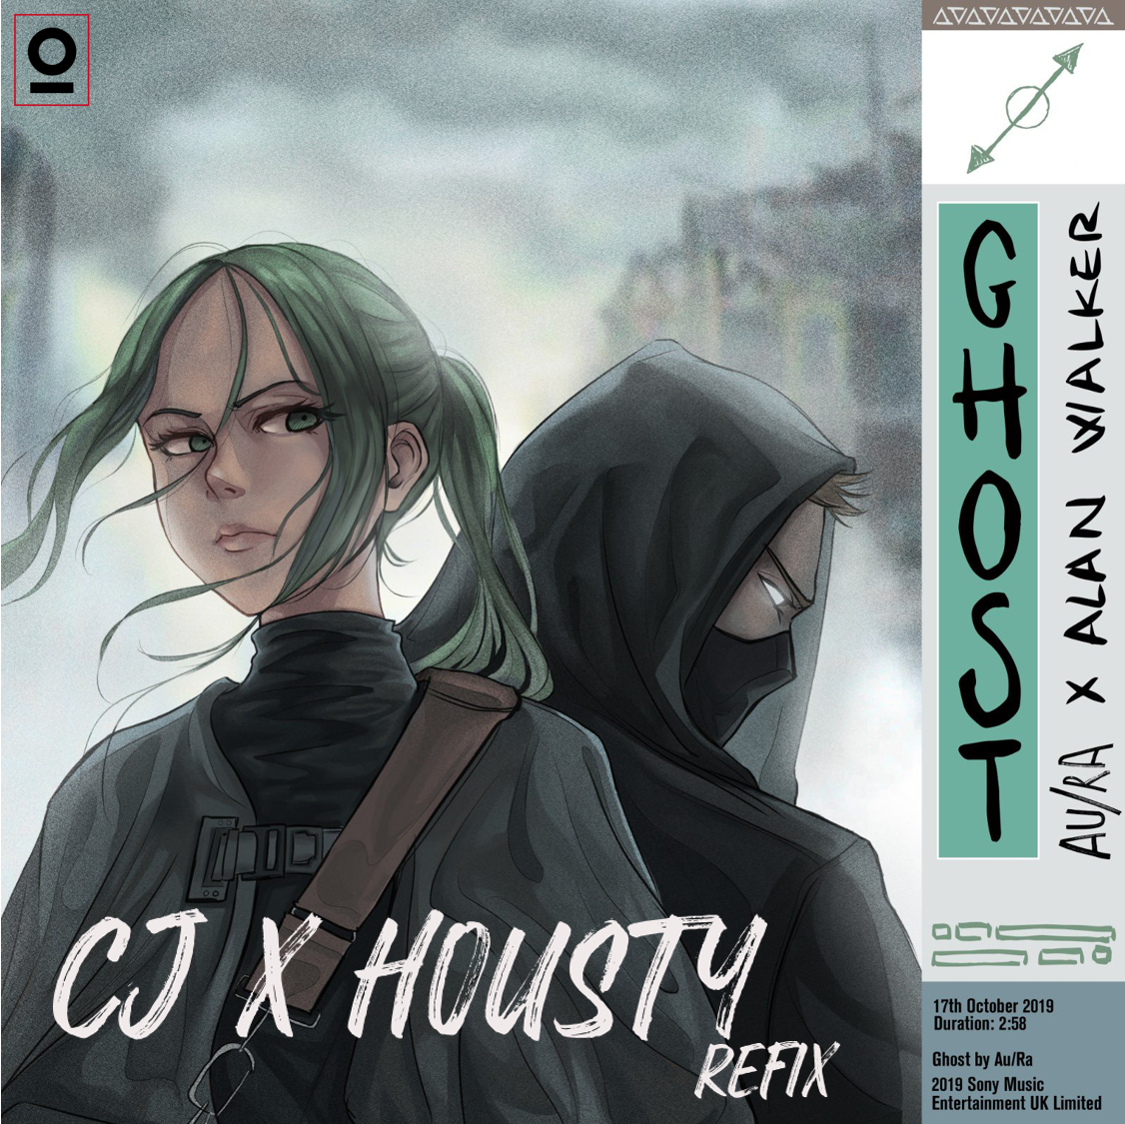 CJ X HOUSTY
REFIX
GHOST
AU/RA X ALAN WALKER
17th October 2019
Duration: 2:58
Ghost by Au/Ra
2019 Sony Music
Entertainment UK Limited